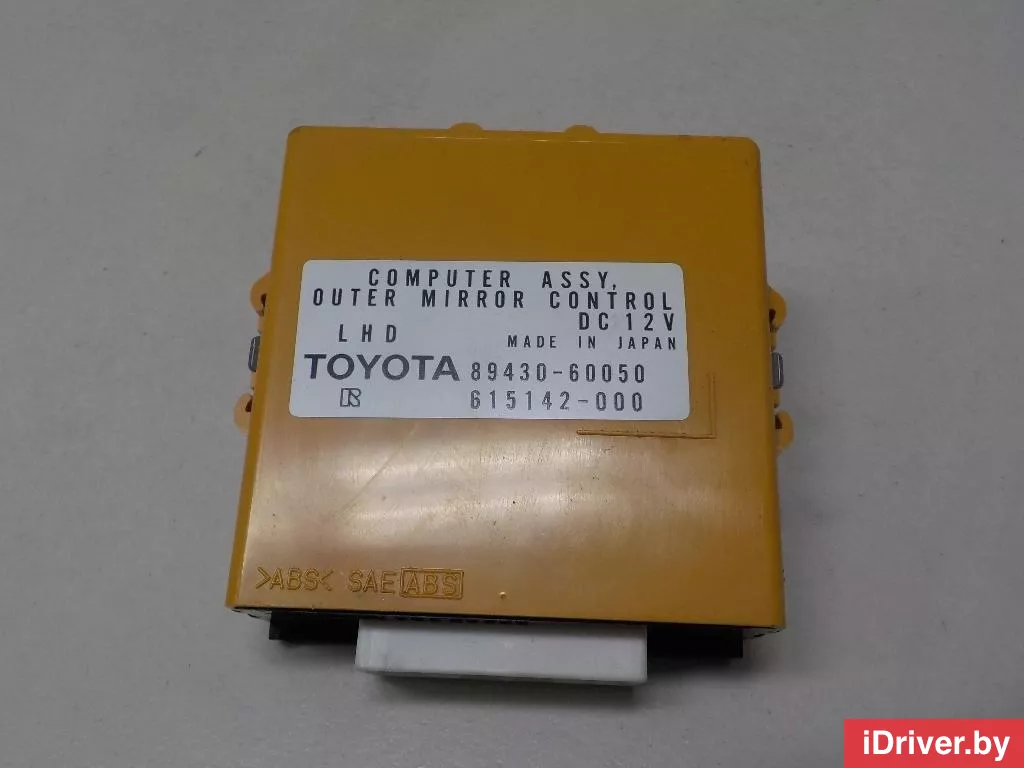 COMPUTER ASSY,
OUTER MIRROR CONTROL
DC 12V
LHD MADE IN JAPAN
TOYOTA 89430-60050
R 615142-000
>ABS< SAE ABS
iDriver.by